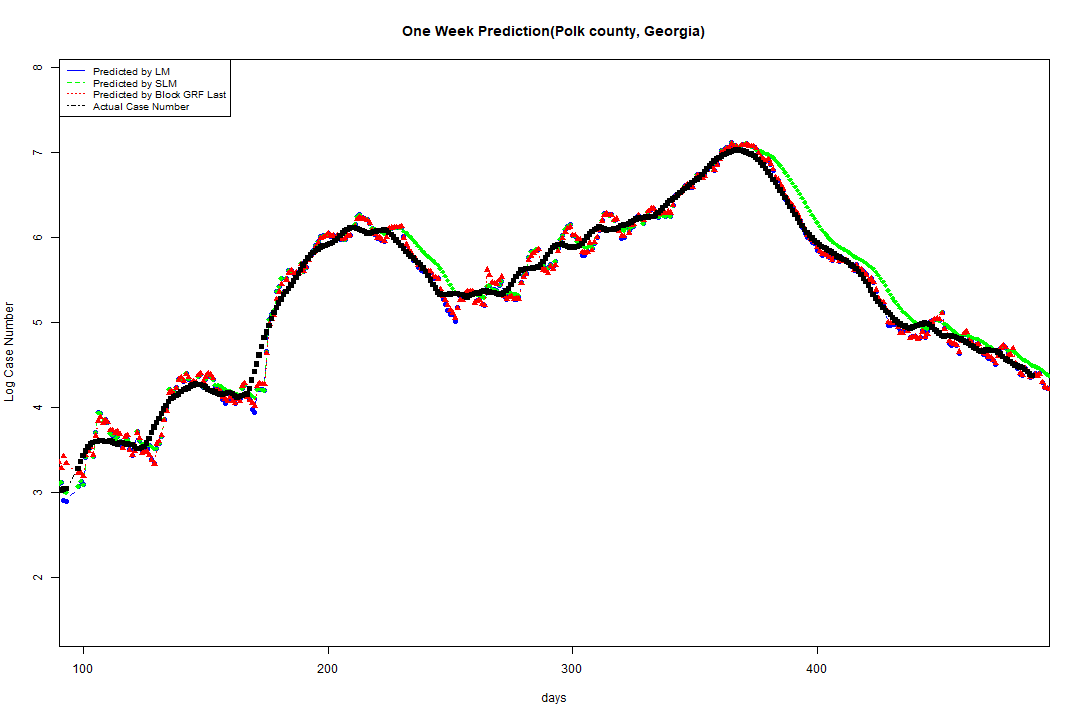 One Week Prediction(Polk county, Georgia)
Predicted by LM
Predicted by SLM
Predicted by Block GRF Last
Actual Case Number
8
7
6
5
4
3
2
Log Case Number
100 200 300 400
days